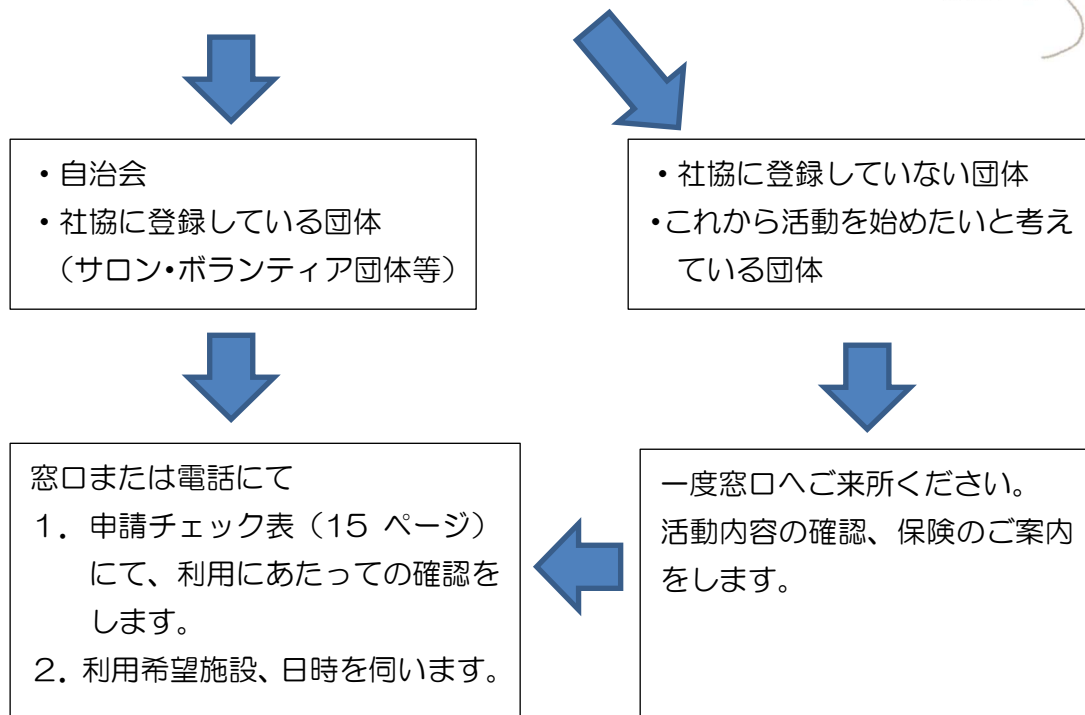 ・自治会
・社協に登録している団体
（サロン・ボランティア団体等）
・社協に登録していない団体
・これから活動を始めたいと考え
ている団体
窓口または電話にて
1．申請チェック表（15 ページ）
にて、利用にあたっての確認を
します。
2．利用希望施設、日時を伺います。
一度窓口へご来所ください。
活動内容の確認、保険のご案内
をします。